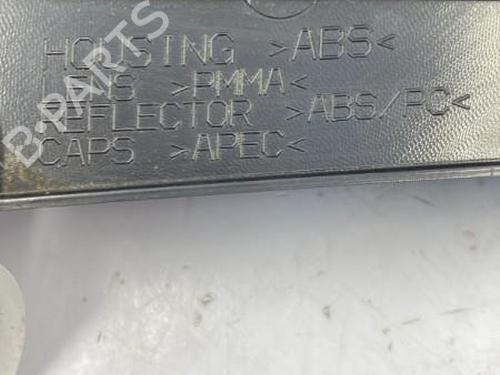 HOUSING >ABS<
LENS >PMMA<
REFLECTOR >ABS/PC<
CAPS >APEC<
B-PARTS